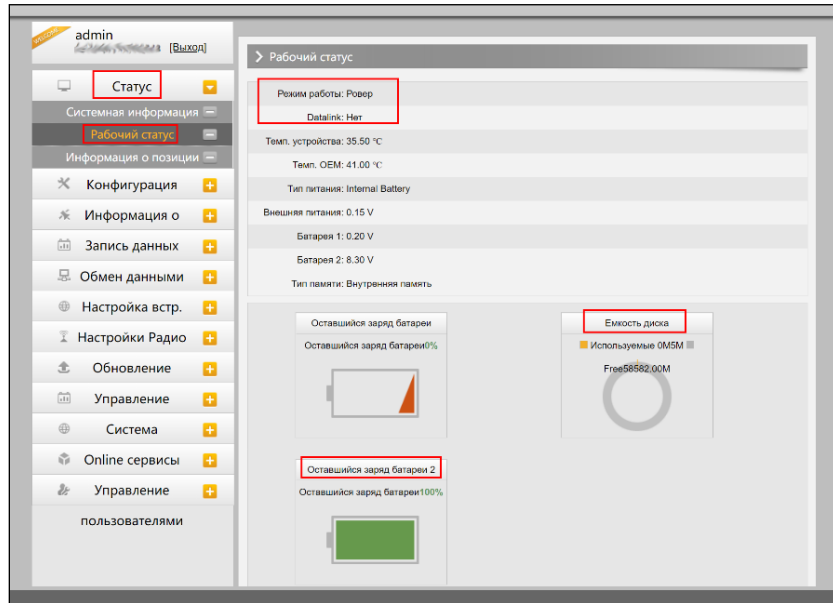 admin
[Выход]
Статус
Системная информация
Рабочий статус
Информация о позиции
Конфигурация
Информация о
Запись данных
Обмен данными
Настройка встр.
Настройки Радио
Обновление
Управление
Система
Online сервисы
Управление
пользователями
Рабочий статус
Режим работы: Ровер
Datalink: Нет
Темп. устройства: 35.50 °C
Темп. OEM: 41.00 °C
Тип питания: Internal Battery
Внешняя питания: 0.15 V
Батарея 1: 0.20 V
Батарея 2: 8.30 V
Тип памяти: Внутренняя память
Оставшийся заряд батареи
Оставшийся заряд батареи0%
Емкость диска
Используемые 0M5M
Free58582.00M
Оставшийся заряд батареи 2
Оставшийся заряд батареи100%